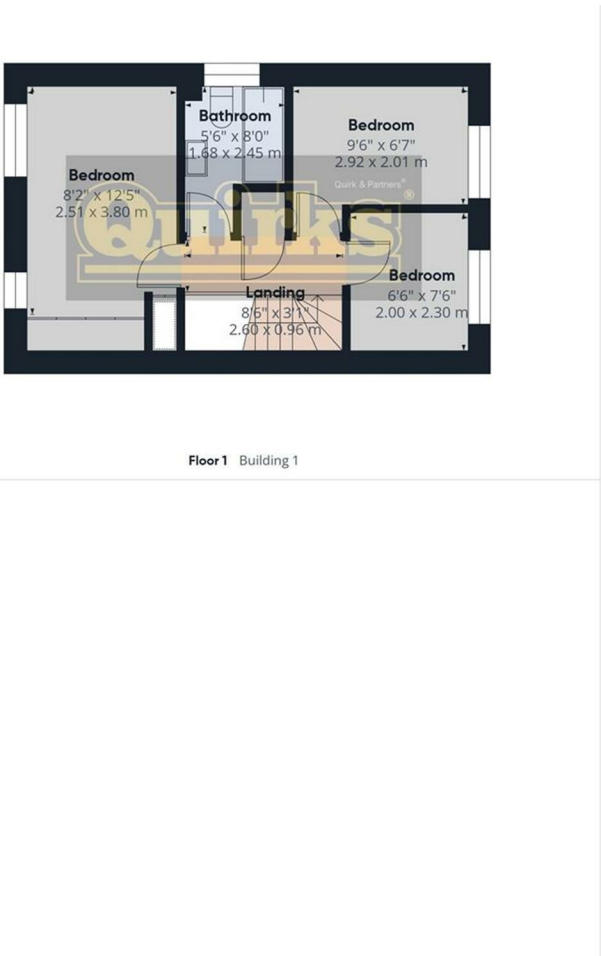 Bathroom
5'6" x 8'0"
1.68 x 2.45 m
Bedroom
9'6" x 6'7"
2.92 x 2.01 m
Bedroom
8'2" x 12'5"
2.51 x 3.80 m
Quirk & Partners®
Quirks®
Bedroom
6'6" x 7'6"
2.00 x 2.30 m
Landing
8'6" x 3'1"
2.60 x 0.96 m
Floor 1 Building 1